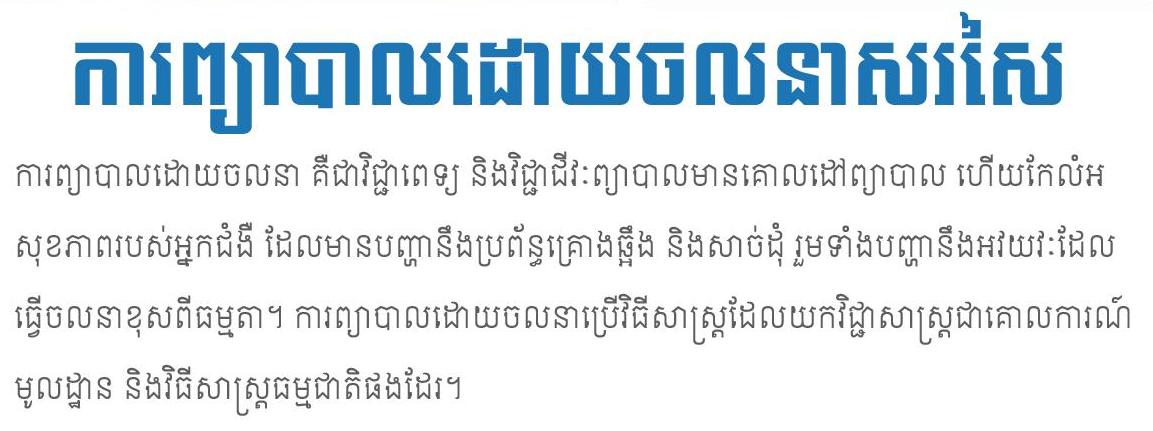 ការព្យាបាលដោយចលនាសរសៃ
ការព្យាបាលដោយចលនា គឺជាវិជ្ជាពេទ្យ និងវិជ្ជាជីវៈព្យាបាលមានគោលដៅព្យាបាល ហើយកែលំអ
សុខភាពរបស់អ្នកជំងឺ ដែលមានបញ្ហានឹងប្រព័ន្ធគ្រោងឆ្អឹង និងសាច់ដុំ រួមទាំងបញ្ហានឹងអវយវៈដែល
ធ្វើចលនាខុសពីធម្មតា។ ការព្យាបាលដោយចលនាប្រើវិធីសាស្ត្រដែលយកវិជ្ជាសាស្ត្រជាគោលការណ៍
មូលដ្ឋាន និងវិធីសាស្ត្រធម្មជាតិផងដែរ។